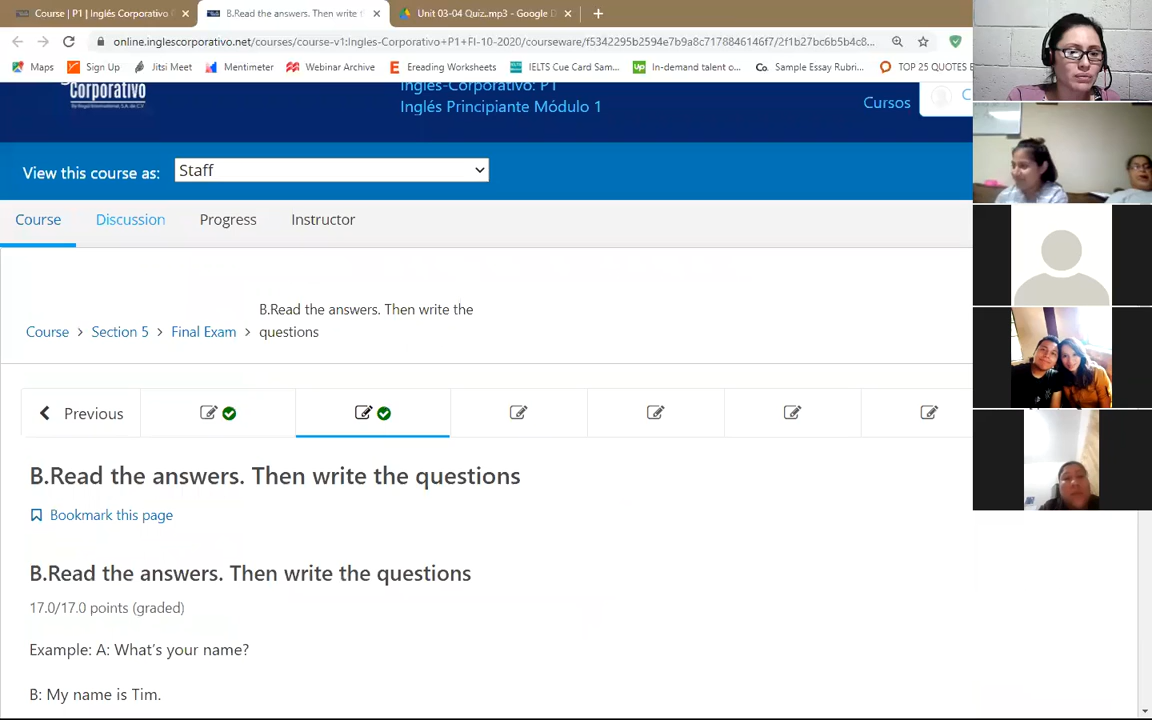 Course | P1 | Inglés Corporativo
B.Read the answers. Then write t
Unit 03-04 Quiz..mp3 - Google D
online.inglescorporativo.net/courses/course-v1:Ingles-Corporativo+P1+FI-10-2020/courseware/f5342295b2594e7b9a8c7178846146f7/2f1b27bc6b5b4c8...
Maps
Sign Up
Jitsi Meet
Mentimeter
Webinar Archive
Ereading Worksheets
IELTS Cue Card Sam...
In-demand talent o...
Sample Essay Rubri...
TOP 25 QUOTES B
Corporativo
Ingles-Corporativo: P1
Inglés Principiante Módulo 1
Cursos
View this course as:
Staff
Course
Discussion
Progress
Instructor
Course > Section 5 > Final Exam > B.Read the answers. Then write the
questions
Previous
B.Read the answers. Then write the questions
Bookmark this page
B.Read the answers. Then write the questions
17.0/17.0 points (graded)
Example: A: What's your name?
B: My name is Tim.